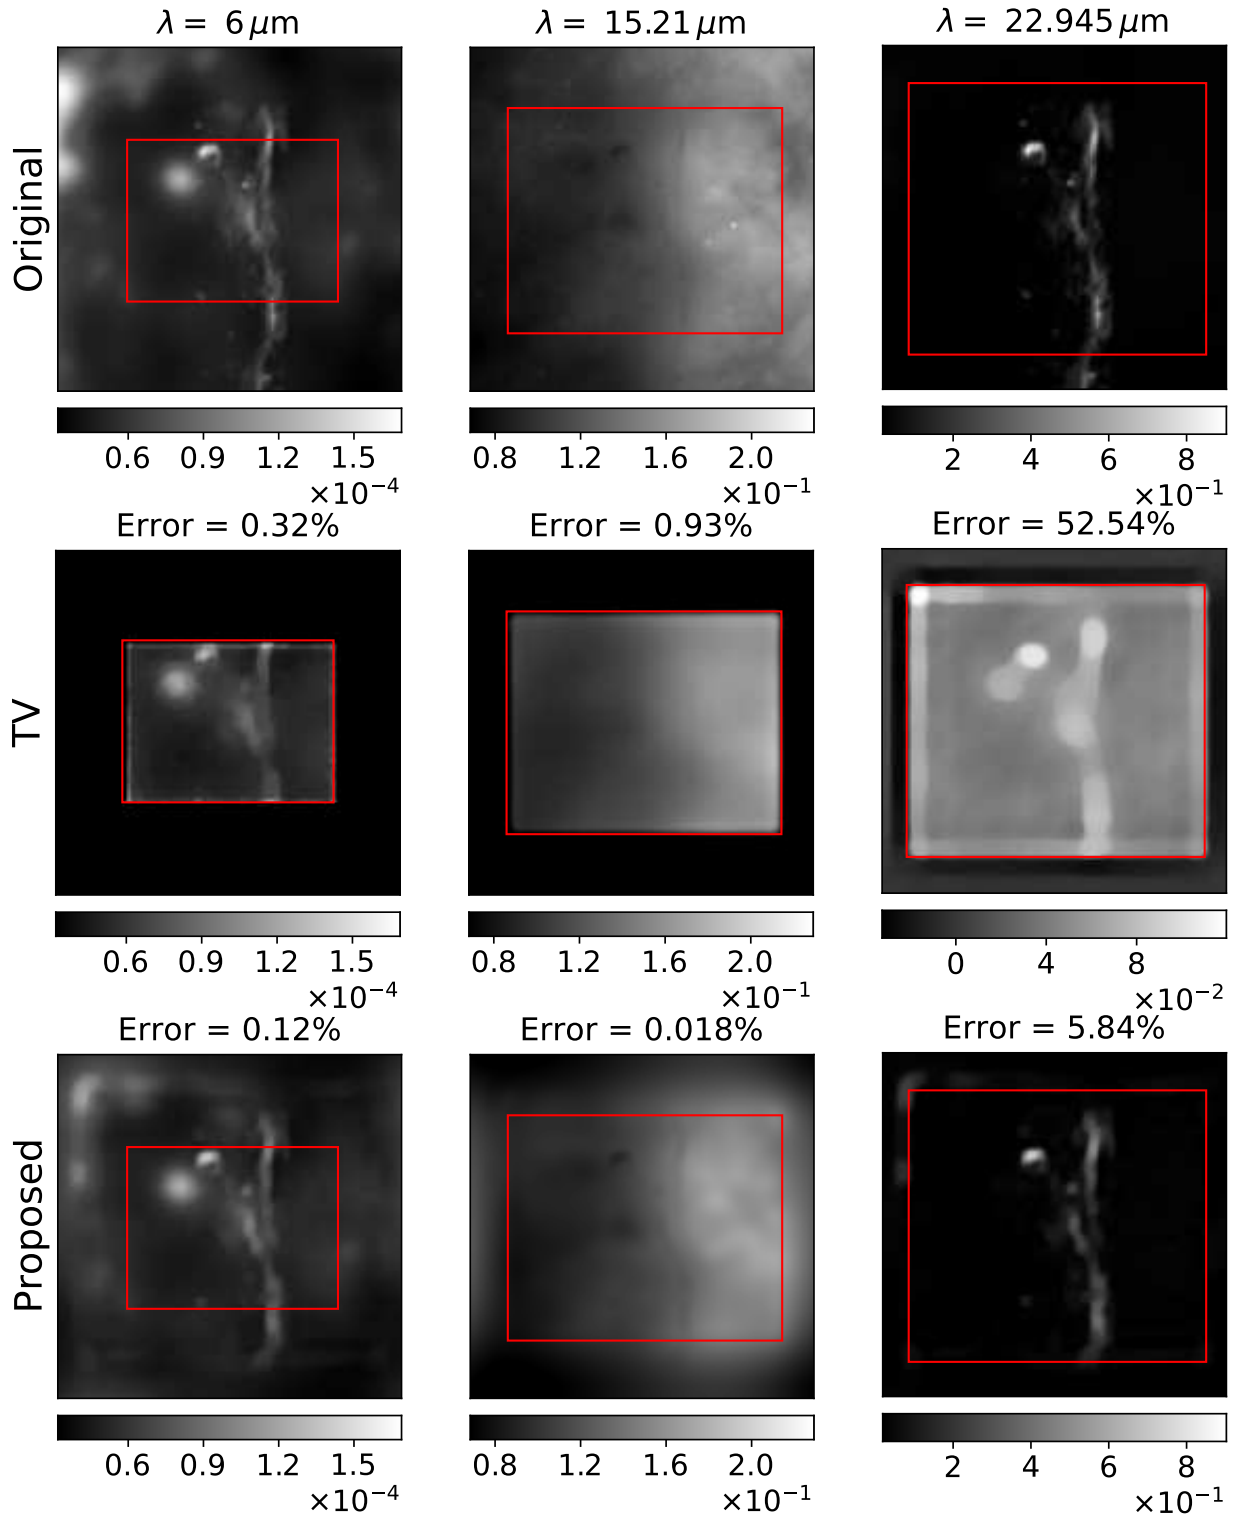 λ = 6 μm
λ = 15.21 μm
λ = 22.945 μm
Original
0.6 0.9 1.2 1.5
×10⁻⁴
0.8 1.2 1.6 2.0
×10⁻¹
2 4 6 8
×10⁻¹
Error = 0.32%
Error = 0.93%
Error = 52.54%
TV
0.6 0.9 1.2 1.5
×10⁻⁴
0.8 1.2 1.6 2.0
×10⁻¹
0 4 8
×10⁻²
Error = 0.12%
Error = 0.018%
Error = 5.84%
Proposed
0.6 0.9 1.2 1.5
×10⁻⁴
0.8 1.2 1.6 2.0
×10⁻¹
2 4 6 8
×10⁻¹